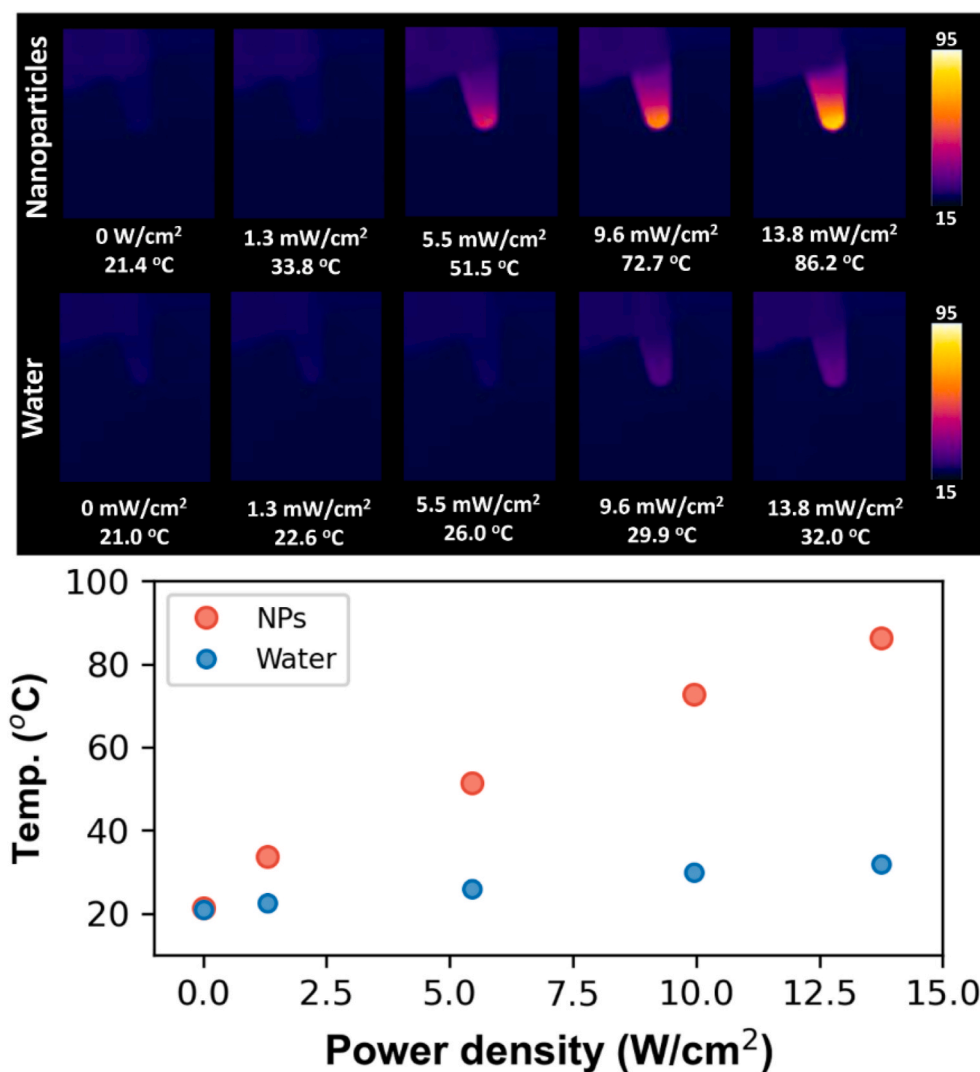 Nanoparticles
95
15
0 W/cm²
21.4 °C
1.3 mW/cm²
33.8 °C
5.5 mW/cm²
51.5 °C
9.6 mW/cm²
72.7 °C
13.8 mW/cm²
86.2 °C
Water
95
15
0 mW/cm²
21.0 °C
1.3 mW/cm²
22.6 °C
5.5 mW/cm²
26.0 °C
9.6 mW/cm²
29.9 °C
13.8 mW/cm²
32.0 °C
NPs
Water
Temp. (°C)
100
80
60
40
20
0.0 2.5 5.0 7.5 10.0 12.5 15.0
Power density (W/cm²)